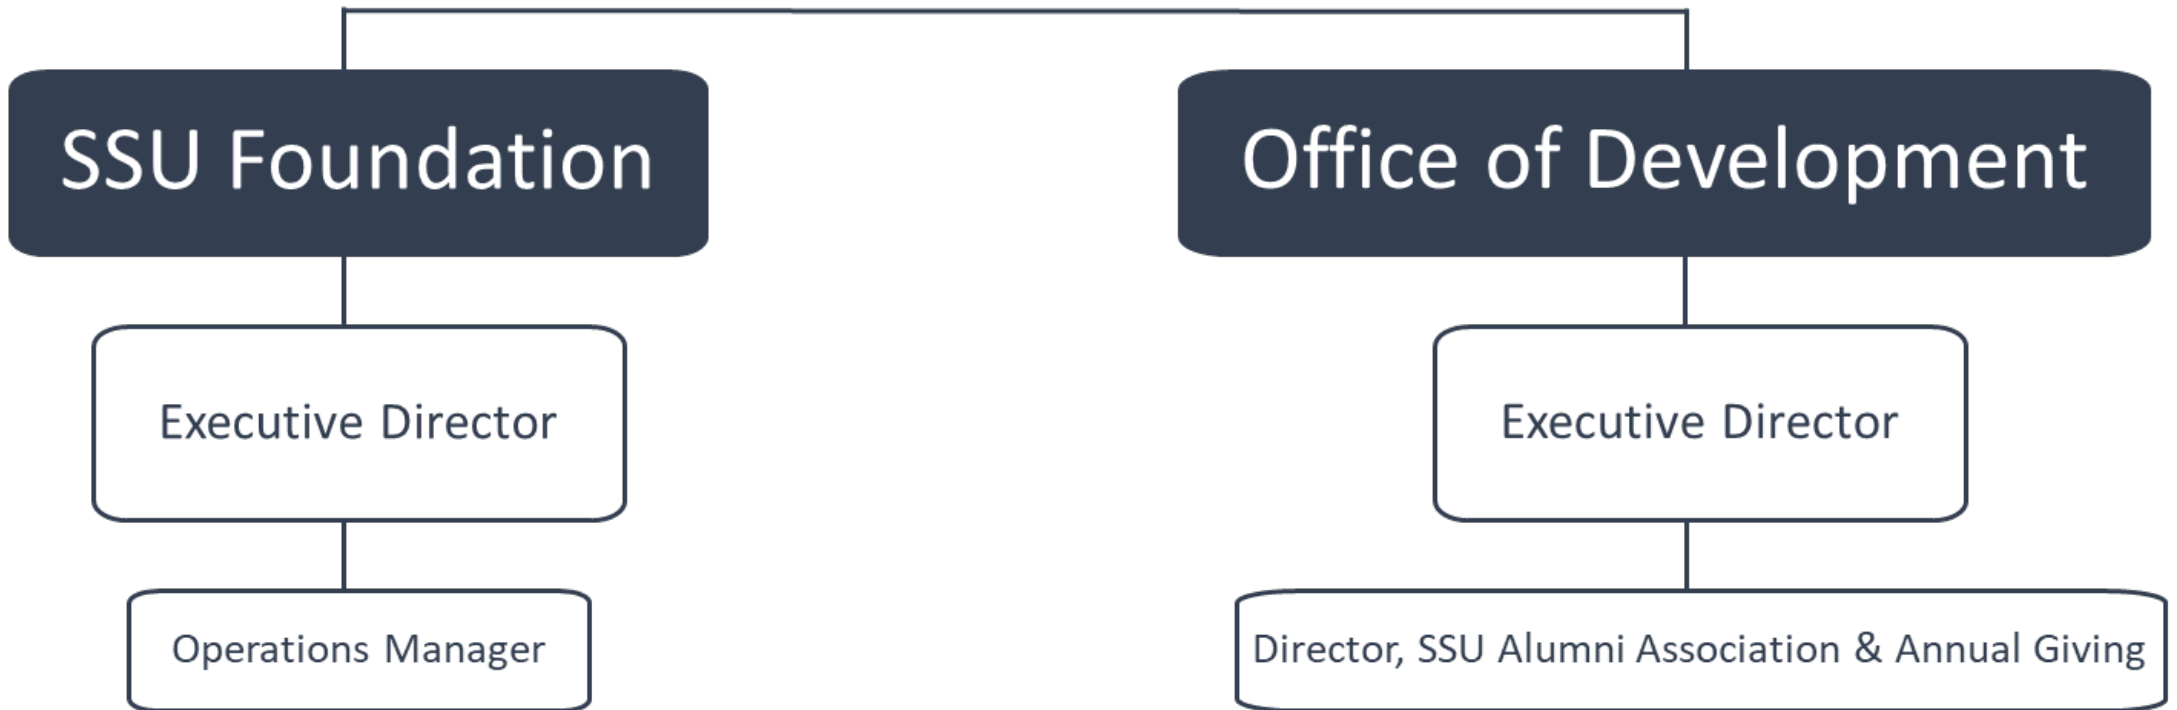 SSU Foundation
Office of Development
Executive Director
Executive Director
Operations Manager
Director, SSU Alumni Association & Annual Giving